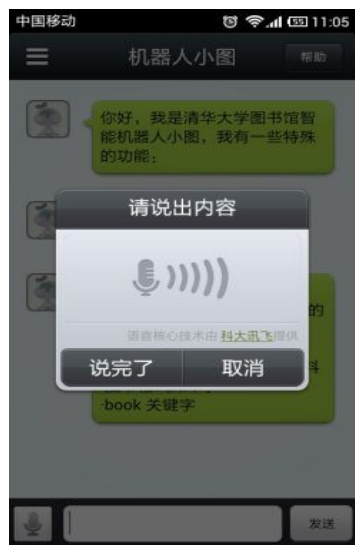 中国移动
55 11:05
机器人小图
帮助
你好，我是清华大学图书馆智
能机器人小图，我有一些特殊
的功能：
请说出内容
语音核心技术由 科大讯飞提供
的
说完了
取消
·book 关键字
发送